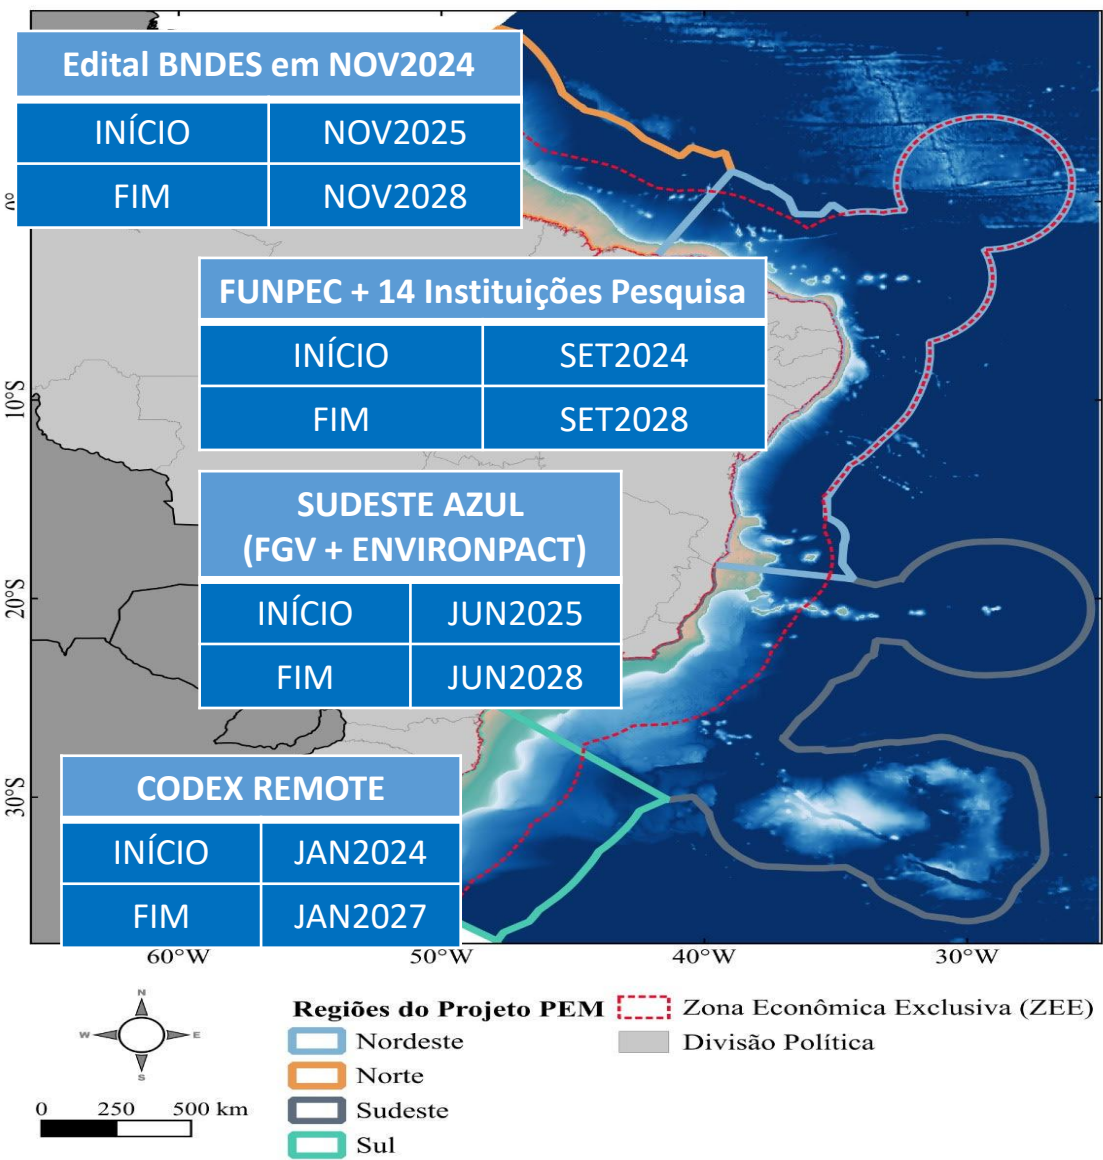 Edital BNDES em NOV2024
INÍCIO NOV2025
FIM NOV2028
0°
FUNPEC + 14 Instituições Pesquisa
INÍCIO SET2024
FIM SET2028
10°S
SUDESTE AZUL
(FGV + ENVIRONPACT)
INÍCIO JUN2025
FIM JUN2028
20°S
CODEX REMOTE
INÍCIO JAN2024
FIM JAN2027
30°S
60°W 50°W 40°W 30°W
N
W E
S
0 250 500 km
Regiões do Projeto PEM
Nordeste
Norte
Sudeste
Sul
Zona Econômica Exclusiva (ZEE)
Divisão Política